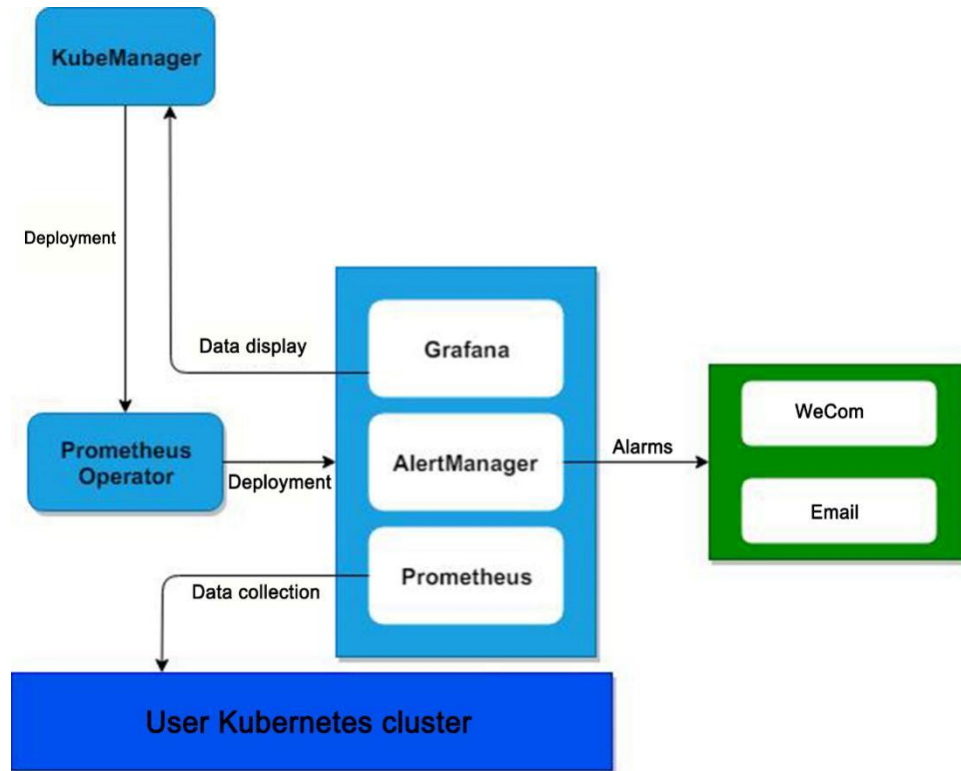 KubeManager
Deployment
Data display
Grafana
WeCom
Prometheus
Operator
Deployment
AlertManager
Alarms
Email
Data collection
Prometheus
User Kubernetes cluster